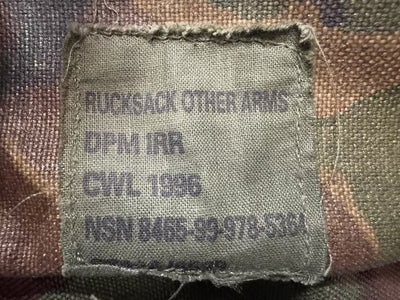 RUCKSACK OTHER ARMS
DPM IRR
CWL 1996
NSN 8465-99-978-5364